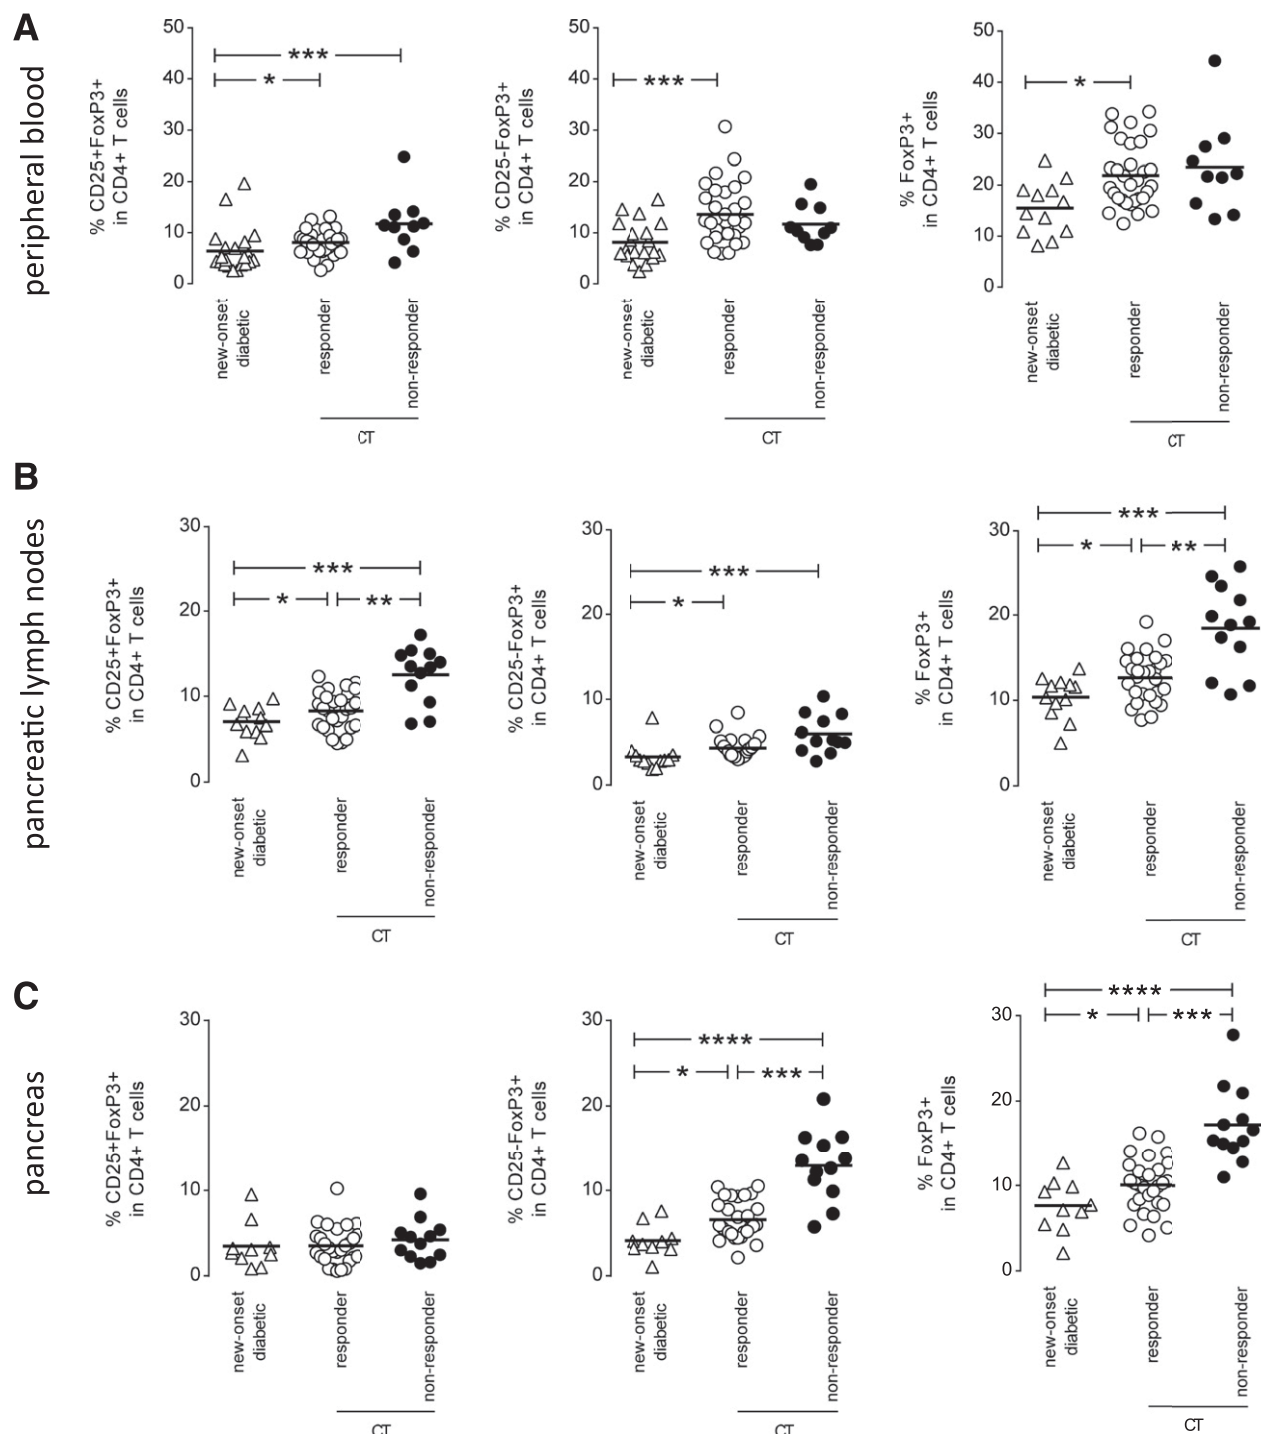 A
peripheral blood
% CD25+FoxP3+
in CD4+ T cells
50
40
30
20
10
0
***
*
new-onset
diabetic
responder
non-responder
CT
% CD25-FoxP3+
in CD4+ T cells
50
40
30
20
10
0
***
new-onset
diabetic
responder
non-responder
CT
% FoxP3+
in CD4+ T cells
50
40
30
20
10
0
*
new-onset
diabetic
responder
non-responder
CT
B
pancreatic lymph nodes
% CD25+FoxP3+
in CD4+ T cells
30
20
10
0
***
* **
new-onset
diabetic
responder
non-responder
CT
% CD25-FoxP3+
in CD4+ T cells
30
20
10
0
***
*
new-onset
diabetic
responder
non-responder
CT
% FoxP3+
in CD4+ T cells
30
20
10
0
***
* **
new-onset
diabetic
responder
non-responder
CT
C
pancreas
% CD25+FoxP3+
in CD4+ T cells
30
20
10
0
new-onset
diabetic
responder
non-responder
CT
% CD25-FoxP3+
in CD4+ T cells
30
20
10
0
****
* ***
new-onset
diabetic
responder
non-responder
CT
% FoxP3+
in CD4+ T cells
30
20
10
0
****
* ***
new-onset
diabetic
responder
non-responder
CT